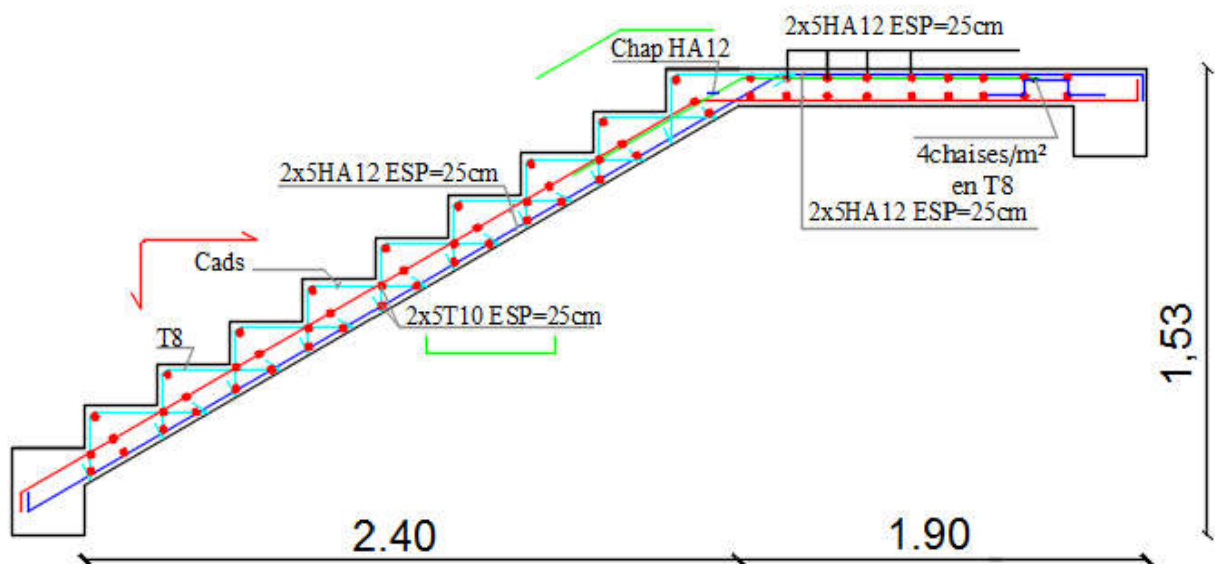 2x5HA12 ESP=25cm
Chap HA12
4chaises/m²
en T8
2x5HA12 ESP=25cm
2x5HA12 ESP=25cm
Cads
2x5T10 ESP=25cm
T8
1,53
2.40
1.90